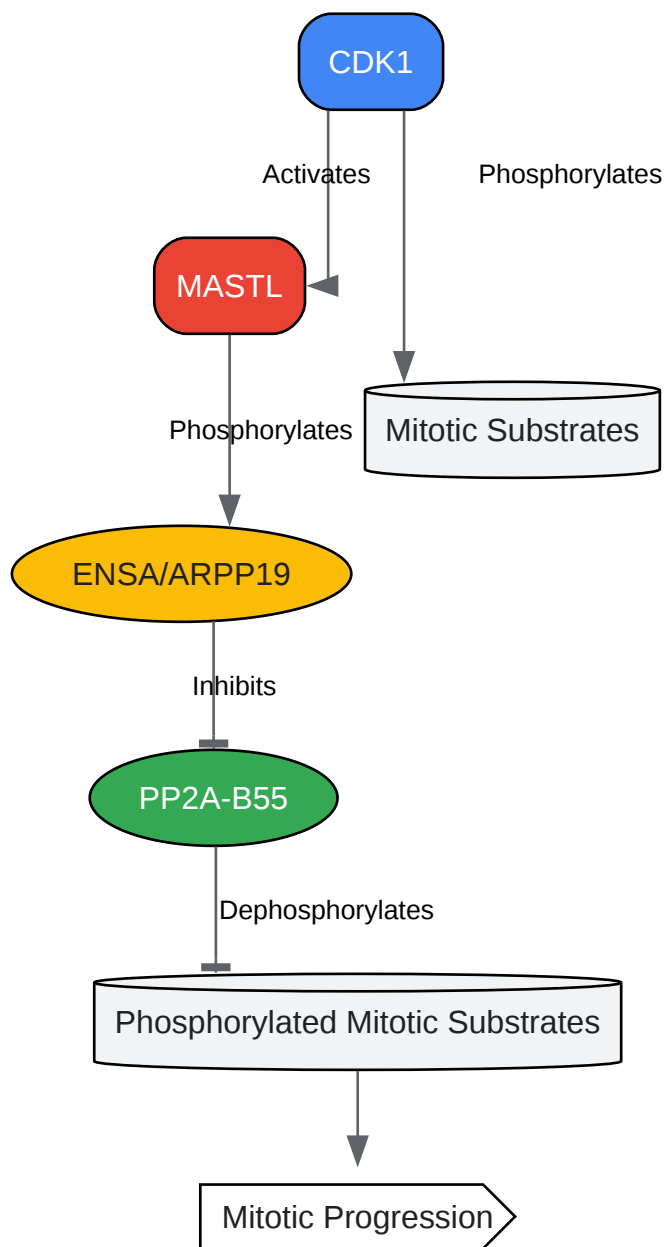 CDK1
Activates
Phosphorylates
MASTL
Phosphorylates
Mitotic Substrates
ENSA/ARPP19
Inhibits
PP2A-B55
Dephosphorylates
Phosphorylated Mitotic Substrates
Mitotic Progression